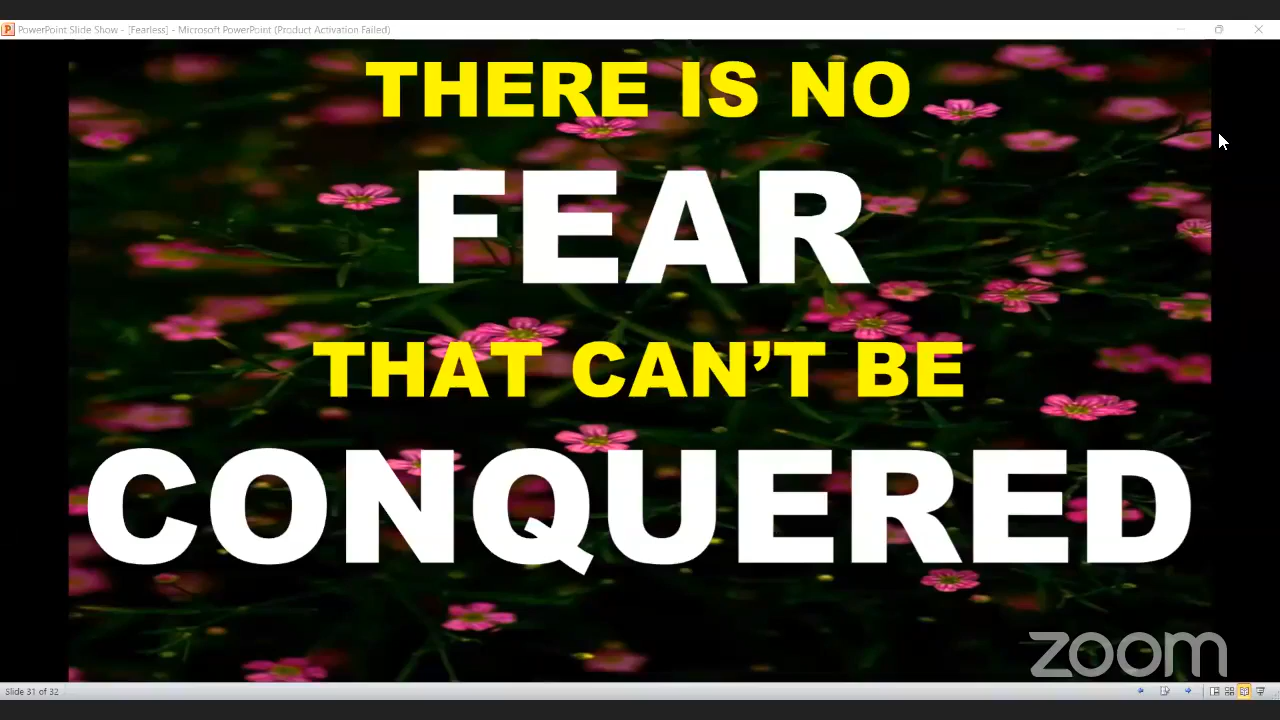 PowerPoint Slide Show - [Fearless] - Microsoft PowerPoint (Product Activation Failed)
THERE IS NO
FEAR
THAT CAN'T BE
CONQUERED
zoom
Slide 31 of 32